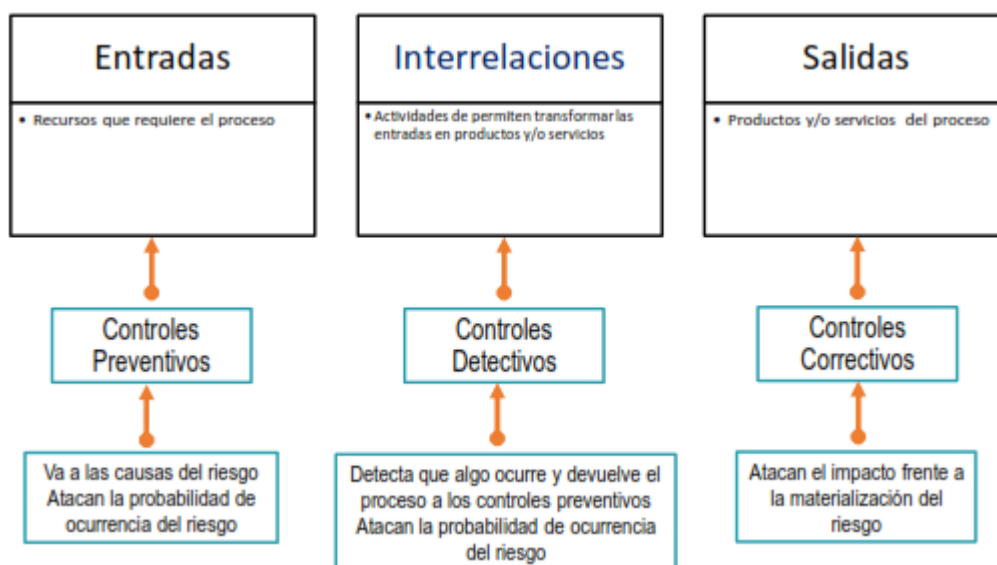 Entradas
• Recursos que requiere el proceso
Interrelaciones
• Actividades de permiten transformar las
entradas en productos y/o servicios
Salidas
• Productos y/o servicios del proceso
Controles
Preventivos
Controles
Detectivos
Controles
Correctivos
Va a las causas del riesgo
Atacan la probabilidad de
ocurrencia del riesgo
Detecta que algo ocurre y devuelve el
proceso a los controles preventivos
Atacan la probabilidad de ocurrencia
del riesgo
Atacan el impacto frente a
la materialización del
riesgo